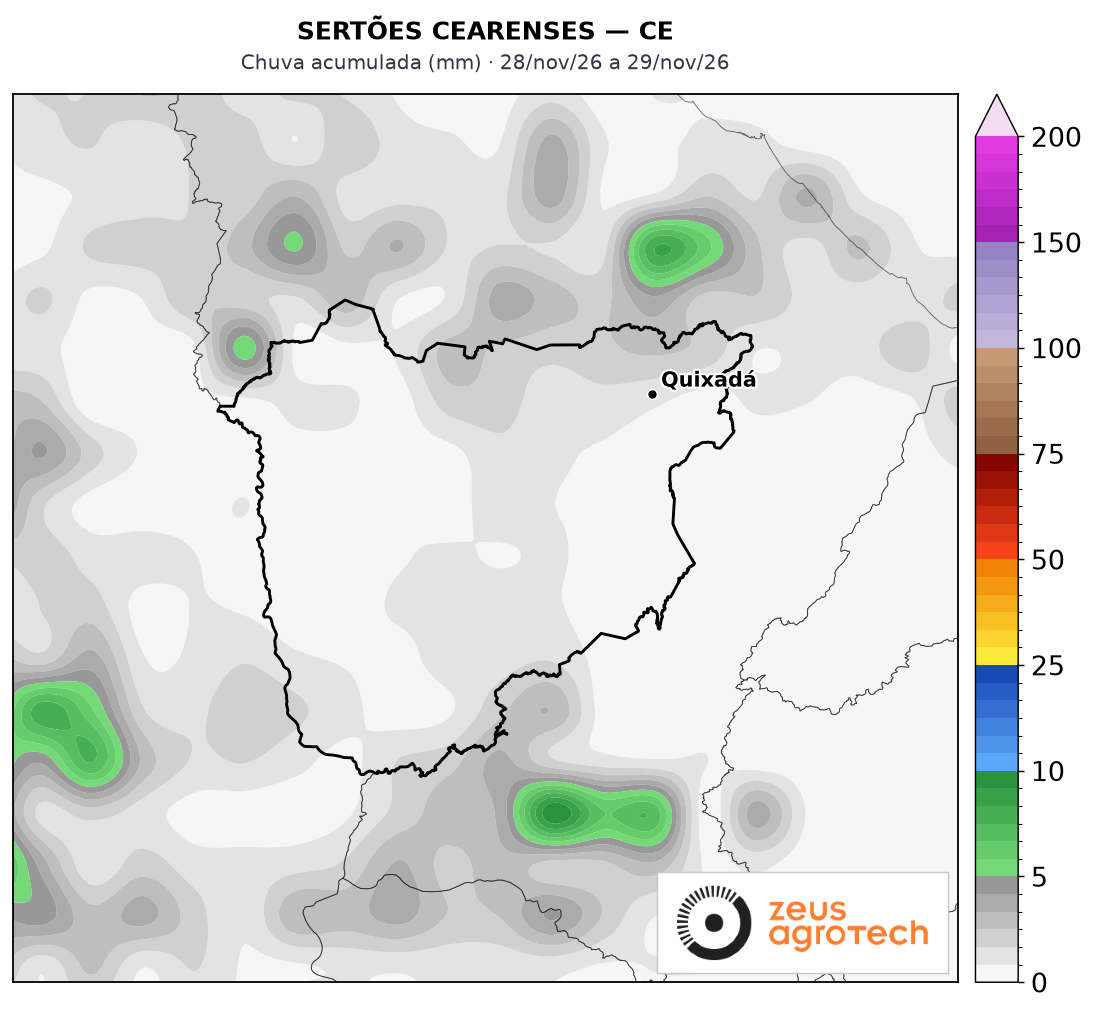 SERTÕES CEARENSES — CE
Chuva acumulada (mm) · 28/nov/26 a 29/nov/26
200
150
100
75
50
25
10
5
0
Quixadá
zeus
agrotech